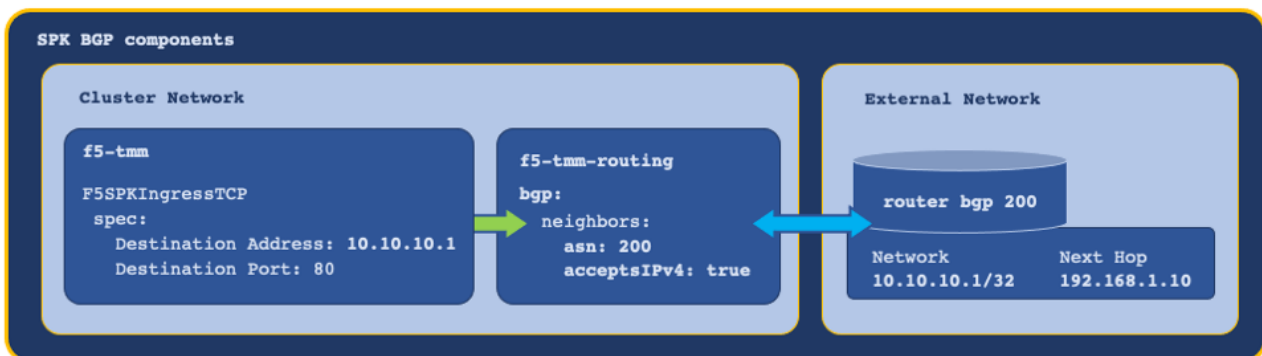 SPK BGP components
Cluster Network
f5-tmm
F5SPKIngressTCP
spec:
Destination Address: 10.10.10.1
Destination Port: 80
f5-tmm-routing
bgp:
neighbors:
asn: 200
acceptsIPv4: true
External Network
router bgp 200
Network Next Hop
10.10.10.1/32 192.168.1.10